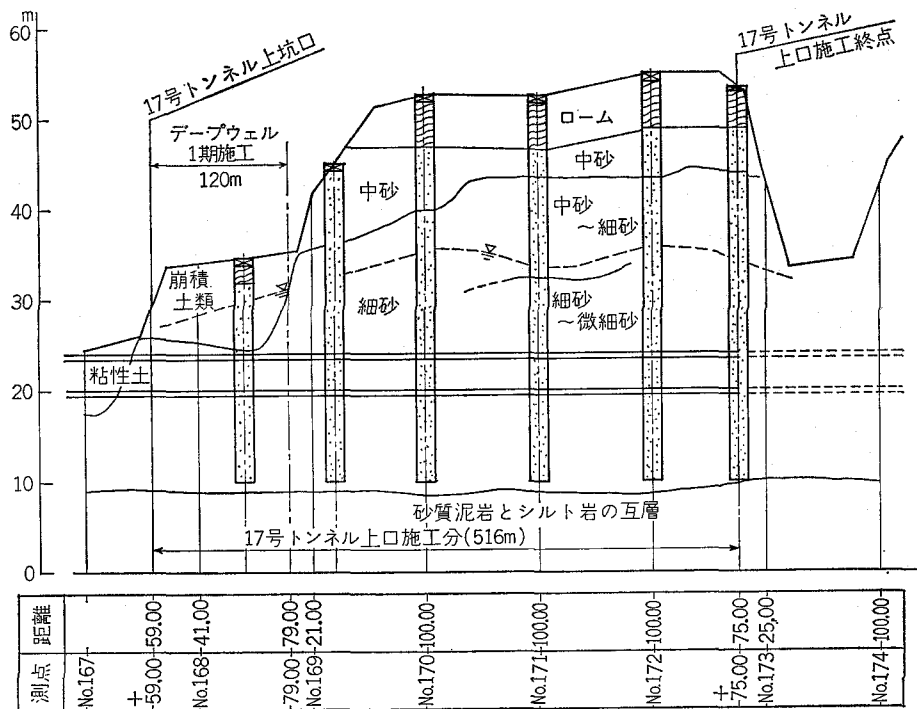 m
60
50
40
30
20
10
0
17号トンネル上坑口
17号トンネル
上口施工終点
デープウェル
1期施工
120m
ローム
中砂
中砂
中砂
～細砂
崩積
土類
細砂
細砂
～微細砂
粘性土
砂質泥岩とシルト岩の互層
17号トンネル上口施工分(516m)
距離
59.00
41.00
79.00
21.00
100.00
100.00
100.00
75.00
25,00
100.00
測点
No.167
+59.00
No.168
79.00
No.169
No.170
No.171
No.172
+75.00
No.173
No.174